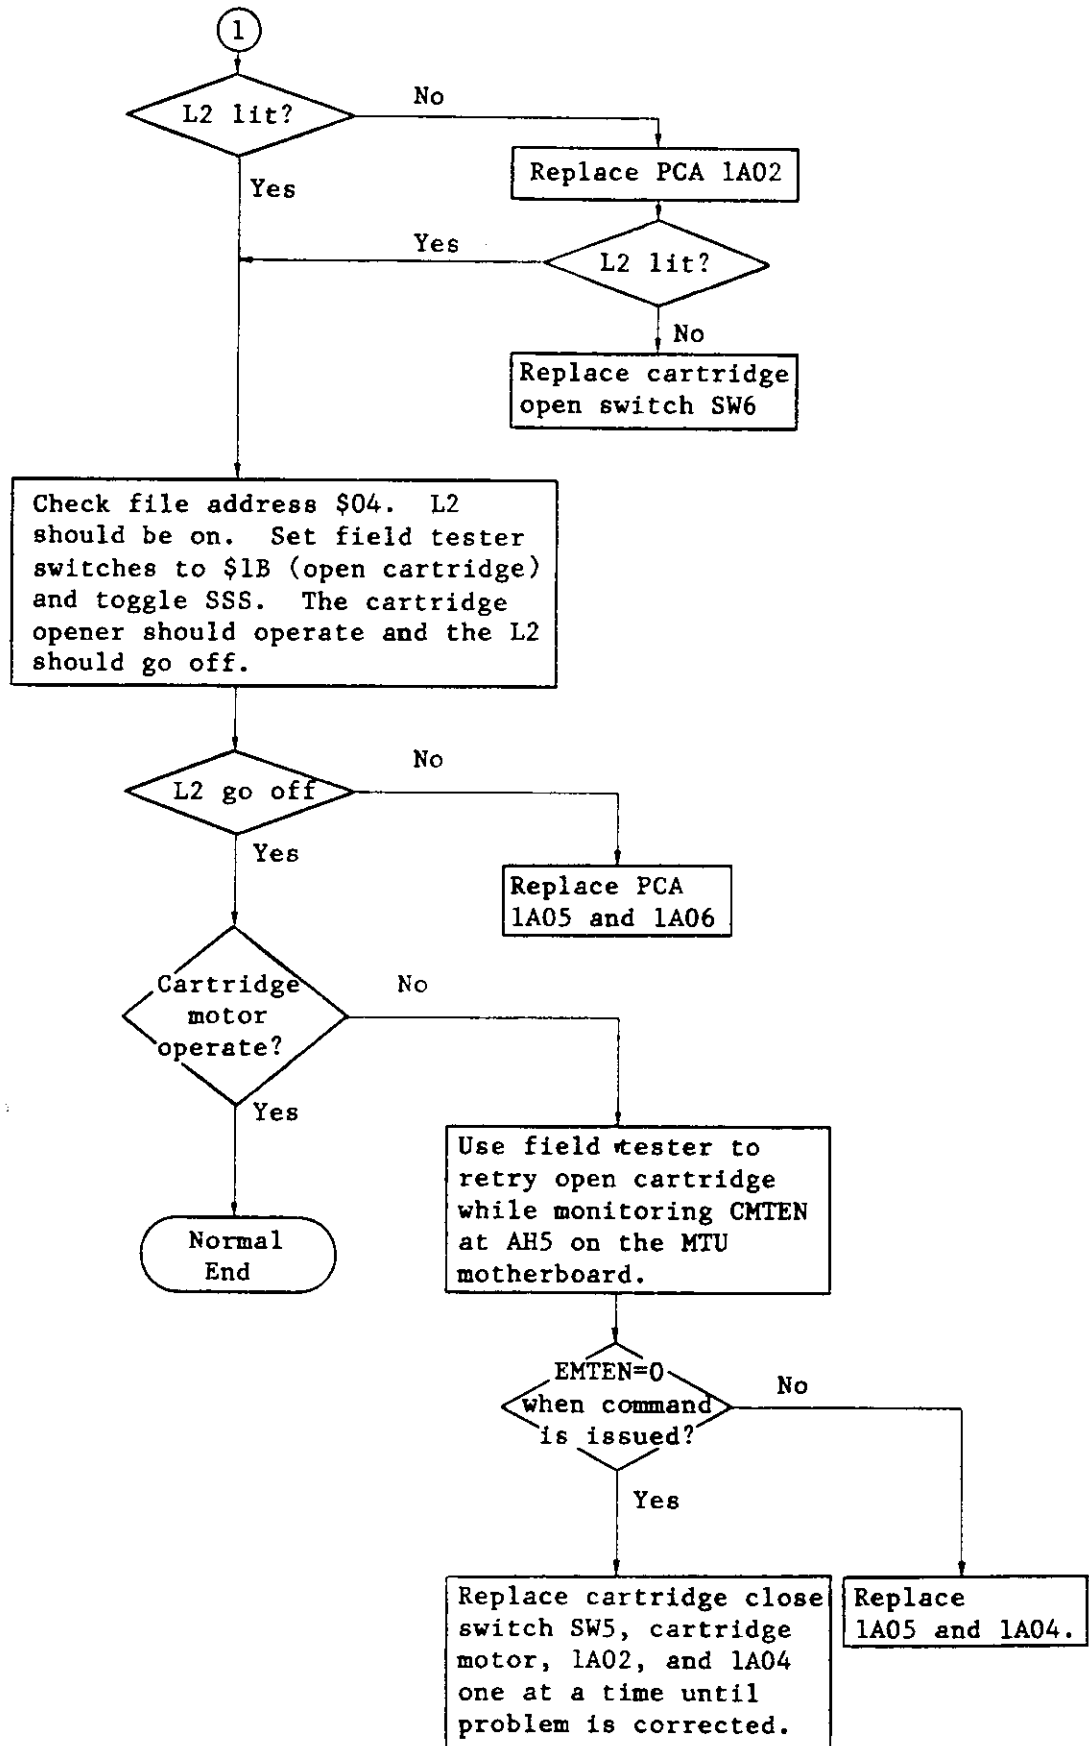 1
L2 lit?
No
Replace PCA 1A02
Yes
Yes
L2 lit?
No
Replace cartridge
open switch SW6
Check file address $04. L2
should be on. Set field tester
switches to $1B (open cartridge)
and toggle SSS. The cartridge
opener should operate and the L2
should go off.
L2 go off
No
Yes
Replace PCA
1A05 and 1A06
Cartridge
motor
operate?
No
Yes
Normal
End
Use field tester to
retry open cartridge
while monitoring CMTEN
at AH5 on the MTU
motherboard.
EMTEN=0
when command
is issued?
No
Yes
Replace cartridge close
switch SW5, cartridge
motor, 1A02, and 1A04
one at a time until
problem is corrected.
Replace
1A05 and 1A04.